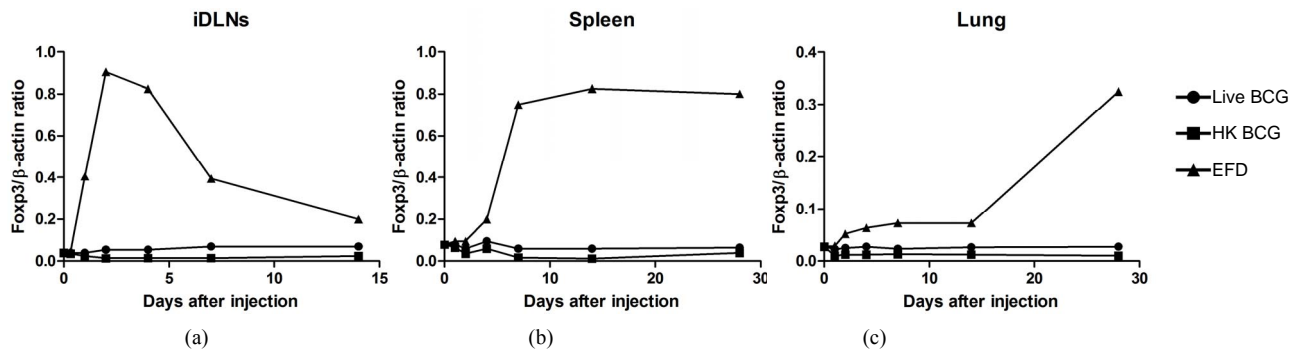 iDLNs
Foxp3/β-actin ratio
1.0
0.8
0.6
0.4
0.2
0.0
0 5 10 15
Days after injection
(a)
Spleen
Foxp3/β-actin ratio
1.0
0.8
0.6
0.4
0.2
0.0
0 10 20 30
Days after injection
(b)
Lung
Foxp3/β-actin ratio
0.4
0.3
0.2
0.1
0.0
0 10 20 30
Days after injection
(c)
Live BCG
HK BCG
EFD